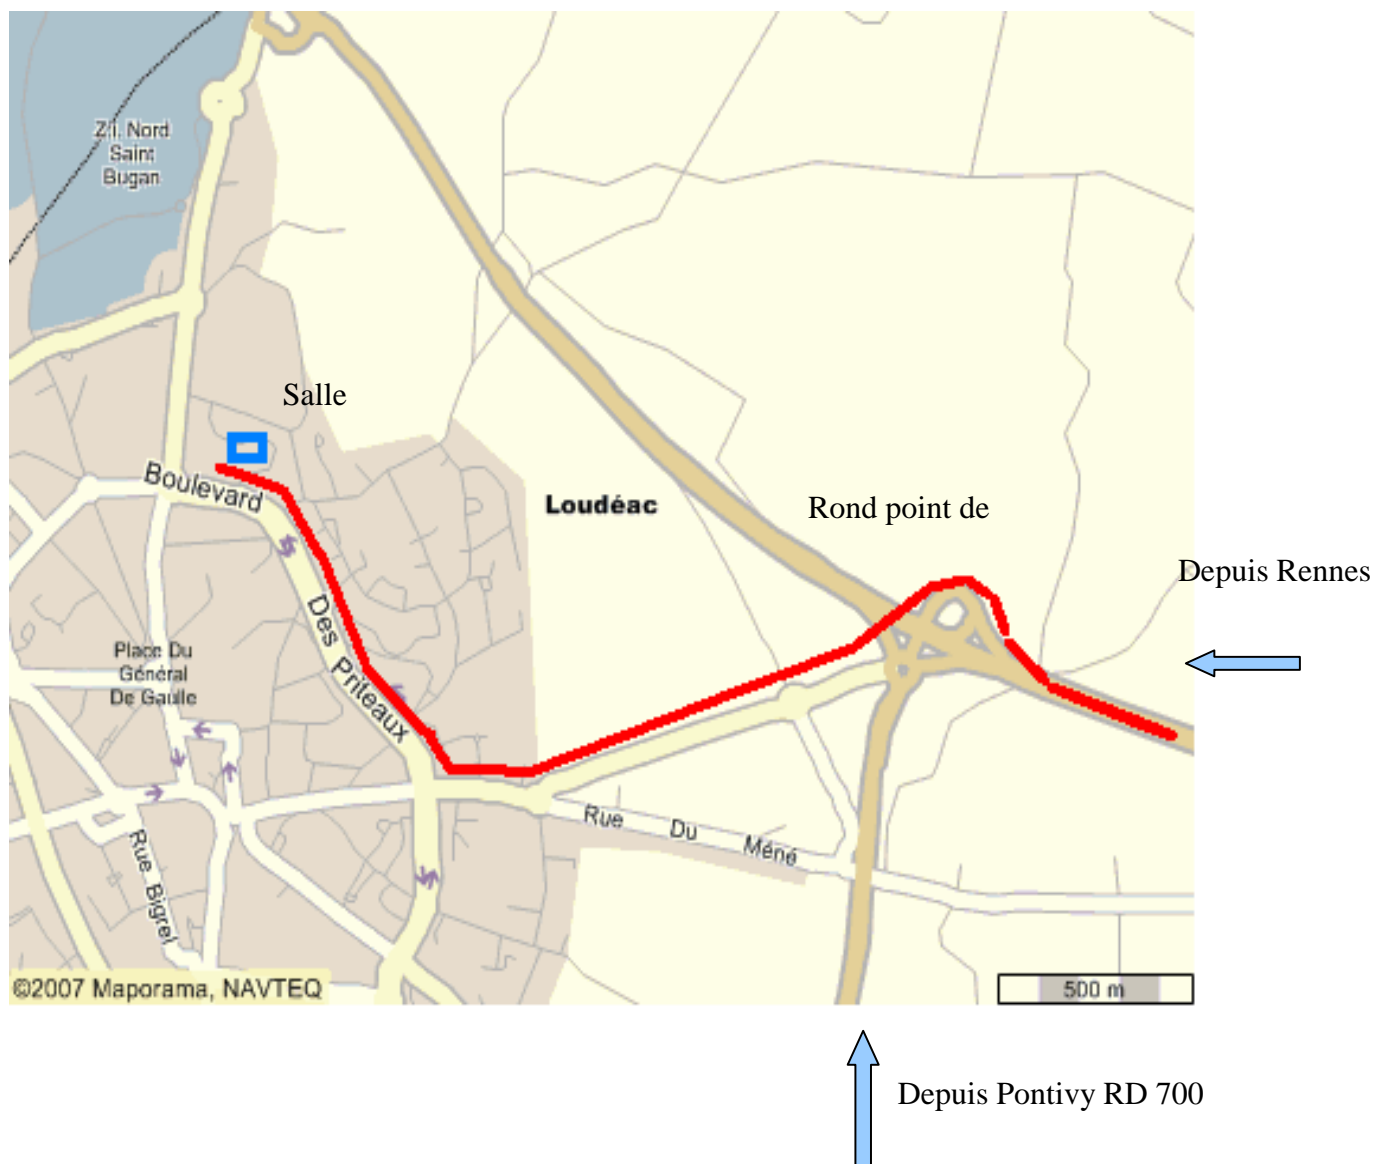 Z.I. Nord
Saint
Bugan
Salle
Boulevard
Des Priteaux
Loudéac
Rond point de
Depuis Rennes
Place Du
Général
De Gaulle
Rue Du Méné
Rue Bigrel
©2007 Maporama, NAVTEQ
500 m
Depuis Pontivy RD 700